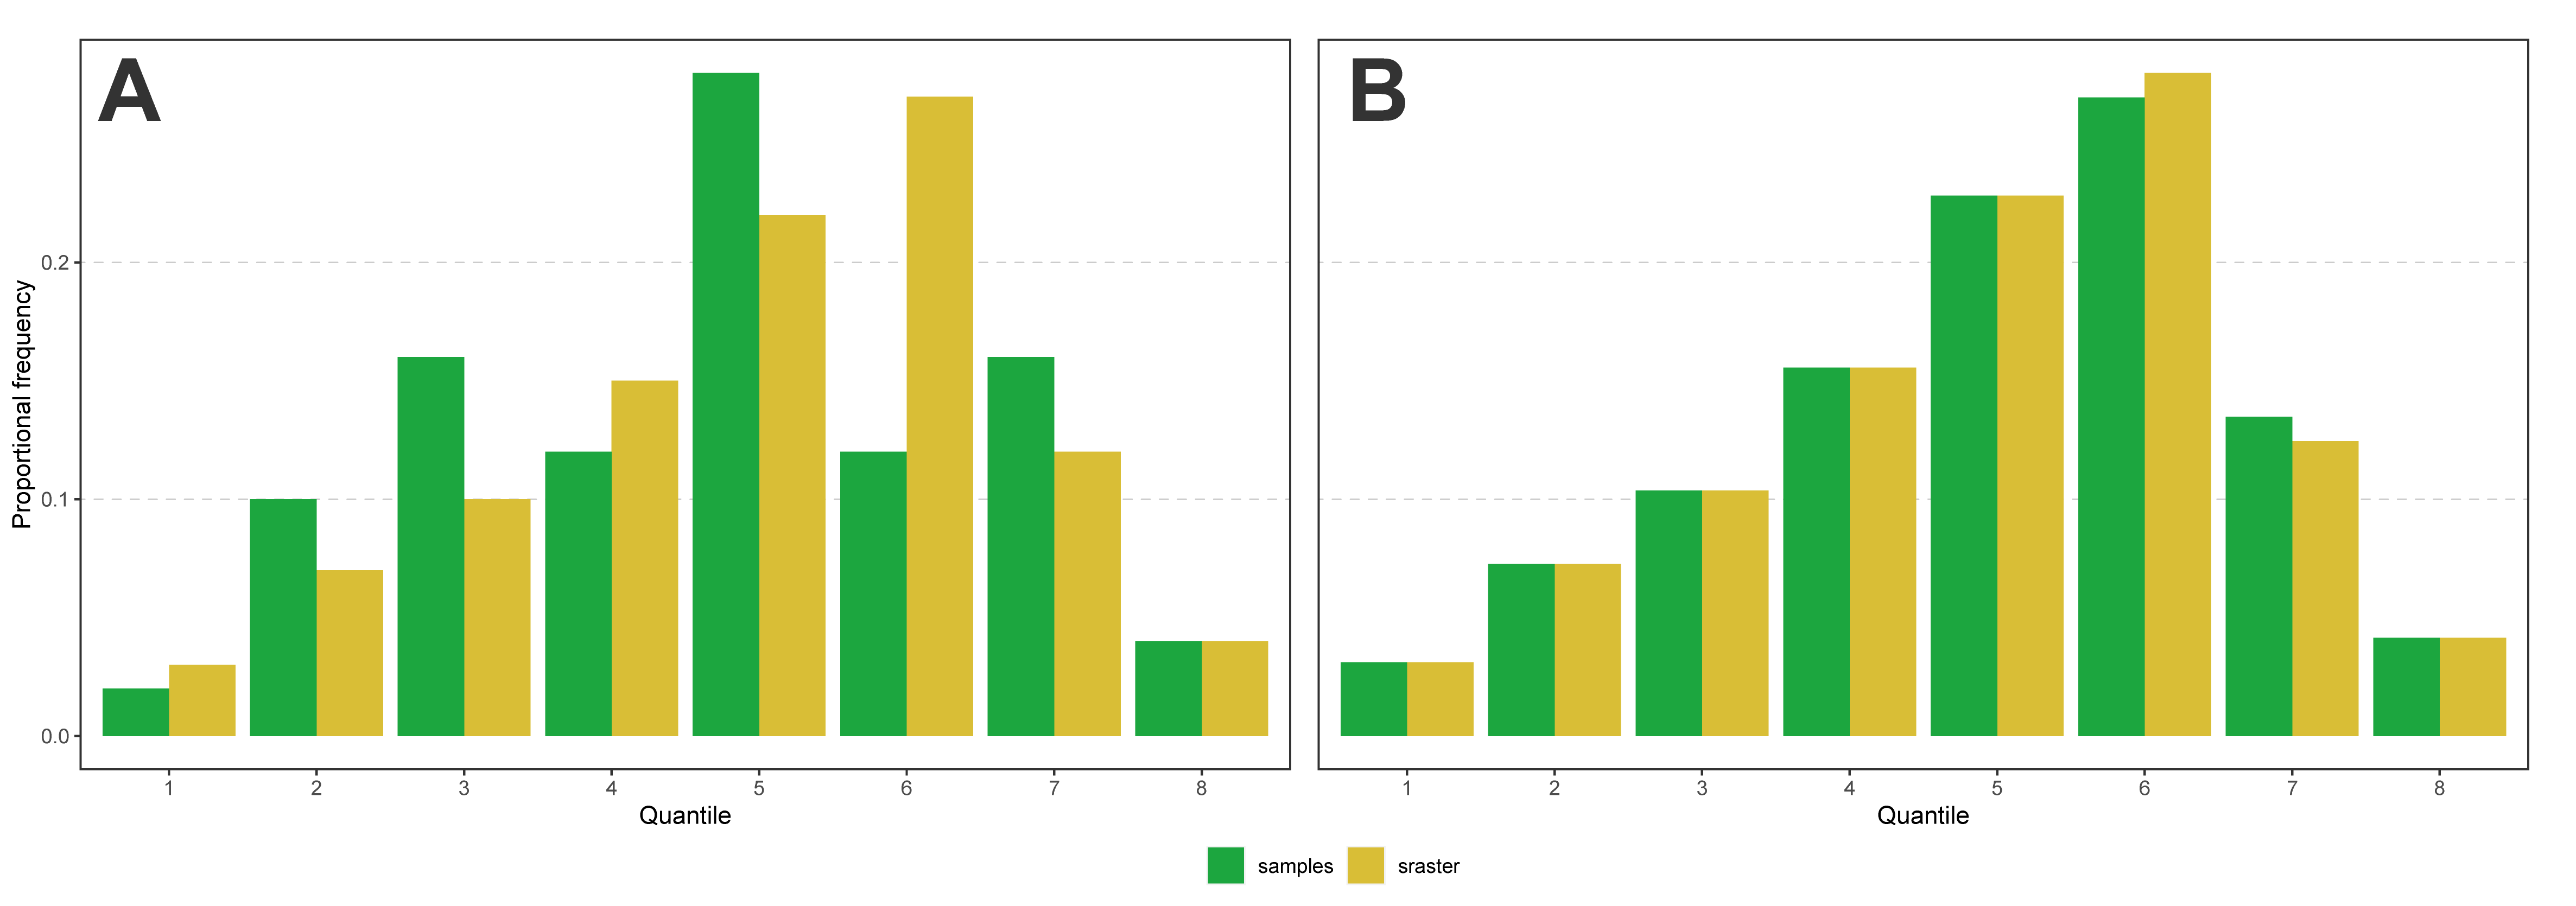 A
B
Proportional frequency
0.2
0.1
0.0
1 2 3 4 5 6 7 8
1 2 3 4 5 6 7 8
Quantile
Quantile
samples sraster